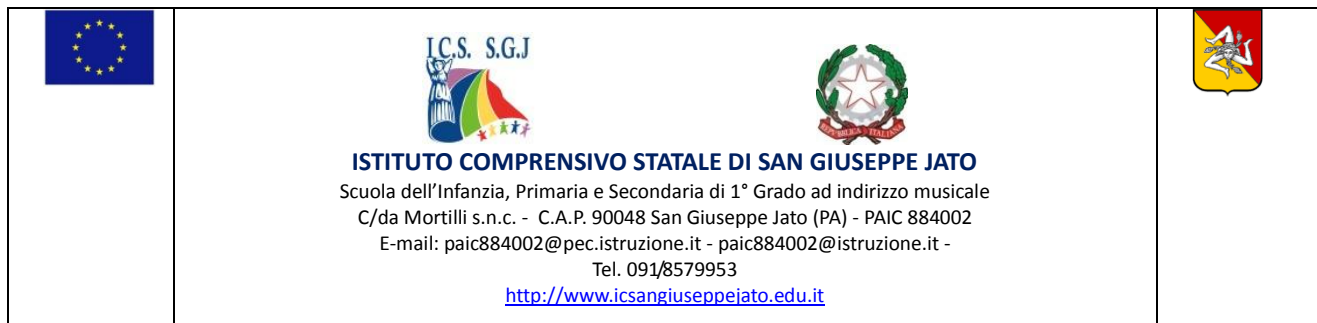 I.C.S. S.G.J
REPVBBLICA ITALIANA
ISTITUTO COMPRENSIVO STATALE DI SAN GIUSEPPE JATO
Scuola dell'Infanzia, Primaria e Secondaria di 1° Grado ad indirizzo musicale
C/da Mortilli s.n.c. - C.A.P. 90048 San Giuseppe Jato (PA) - PAIC 884002
E-mail: paic884002@pec.istruzione.it - paic884002@istruzione.it -
Tel. 091/8579953
http://www.icsangiuseppejato.edu.it